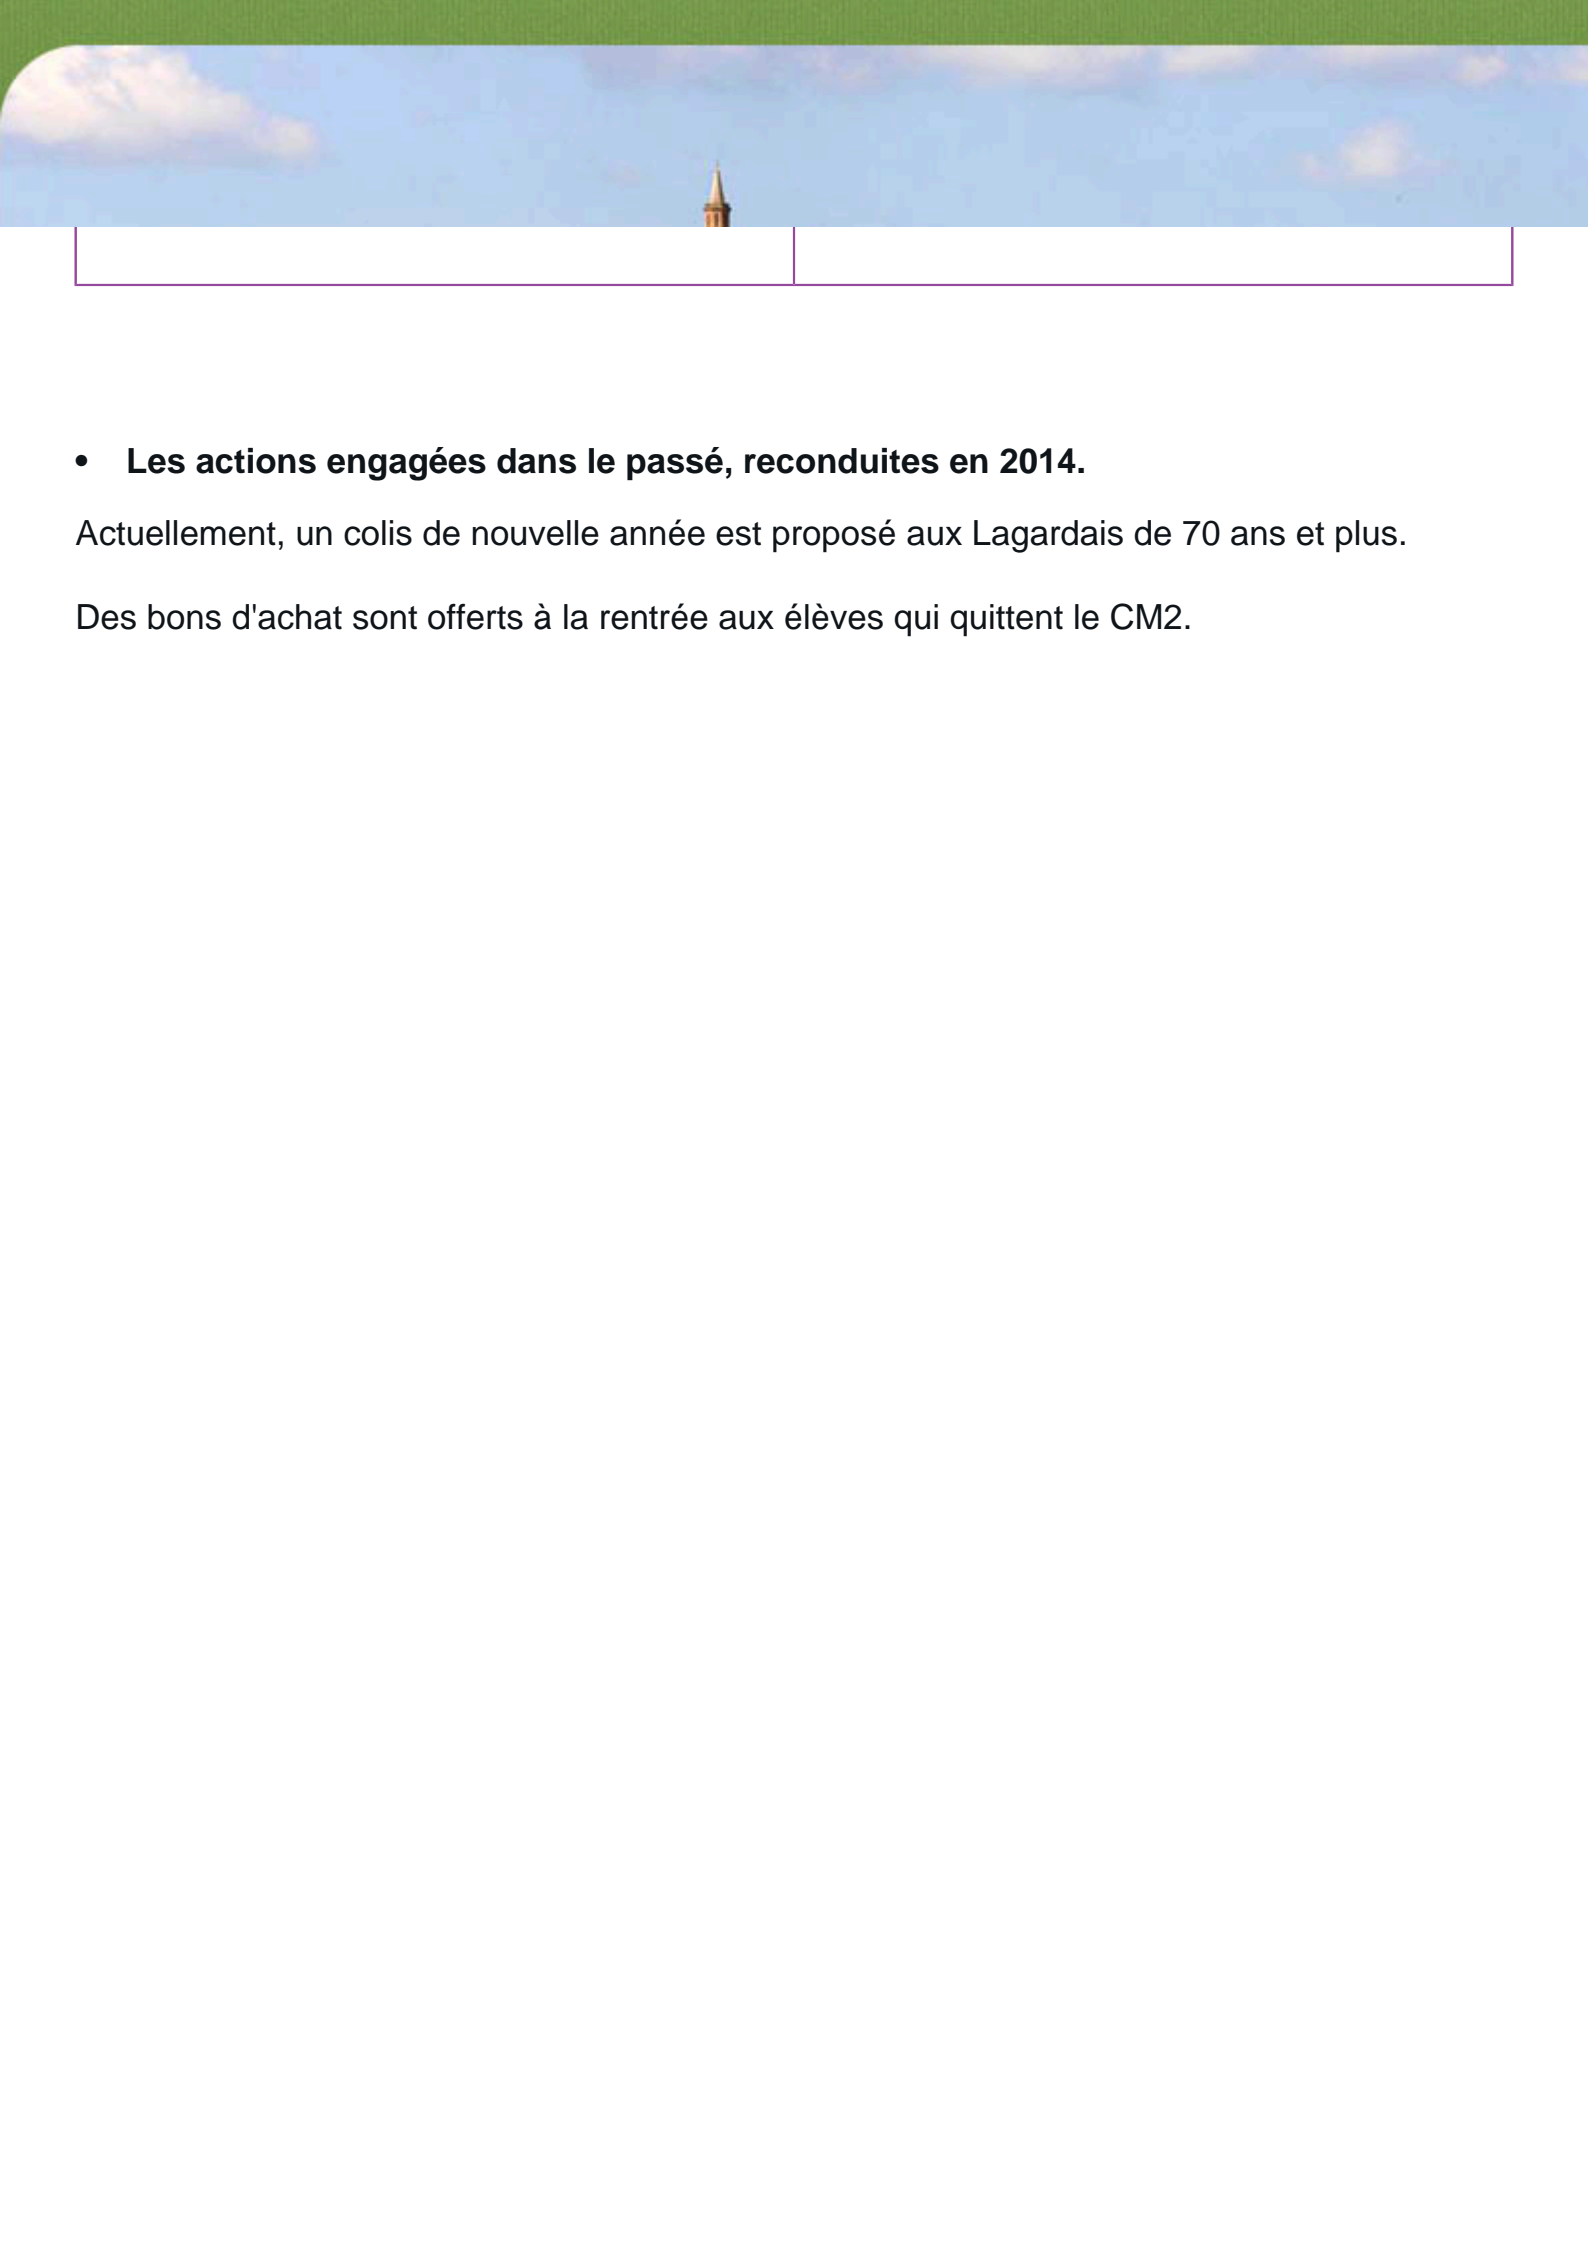 • Les actions engagées dans le passé, reconduites en 2014.
Actuellement, un colis de nouvelle année est proposé aux Lagardais de 70 ans et plus.
Des bons d'achat sont offerts à la rentrée aux élèves qui quittent le CM2.